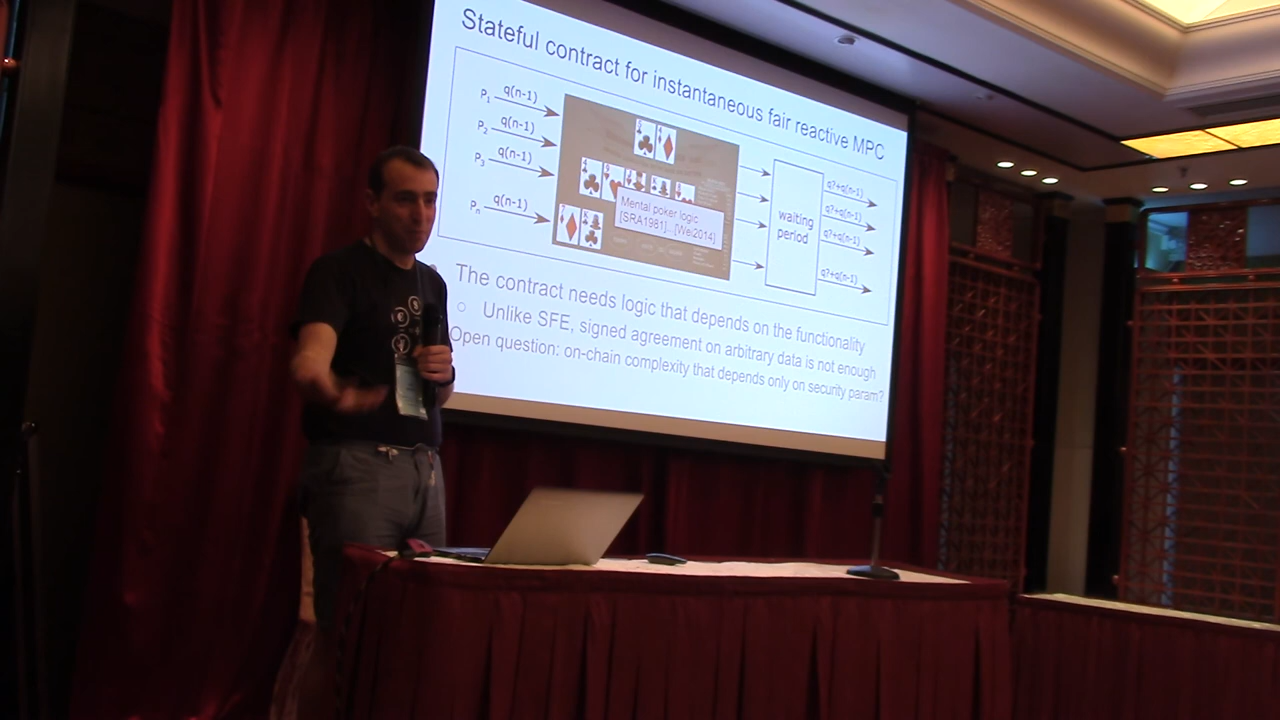 Stateful contract for instantaneous fair reactive MPC
P1 q(n-1)
P2 q(n-1)
P3 q(n-1)
Pn q(n-1)
Mental poker logic
[SRA1981]...[Wei2014]
waiting
period
q?+q(n-1)
q?+q(n-1)
q?+q(n-1)
q?+q(n-1)
The contract needs logic that depends on the functionality
Unlike SFE, signed agreement on arbitrary data is not enough
Open question: on-chain complexity that depends only on security param?